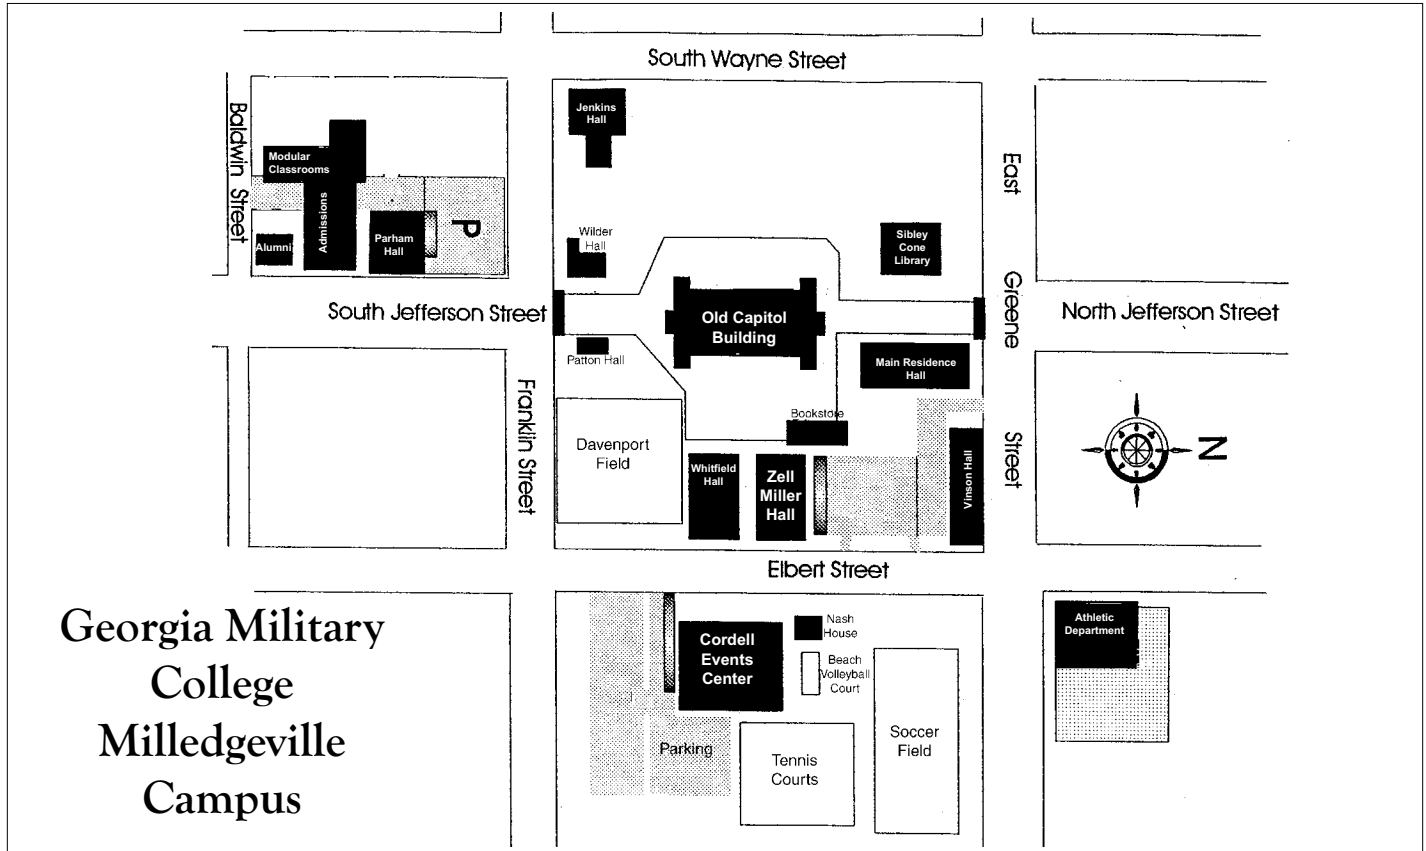 South Wayne Street
Baldwin Street
Modular
Classrooms
Admissions
Alumni
Parham
Hall
P
Jenkins
Hall
Wilder
Hall
Sibley
Cone
Library
East Greene Street
South Jefferson Street
Old Capitol
Building
North Jefferson Street
Patton Hall
Main Residence
Hall
Franklin Street
Davenport
Field
Bookstore
Whitfield
Hall
Zell
Miller
Hall
Vinson Hall
N
Elbert Street
Georgia Military
College
Milledgeville
Campus
Cordell
Events
Center
Nash
House
Beach
Volleyball
Court
Parking
Tennis
Courts
Soccer
Field
Athletic
Department